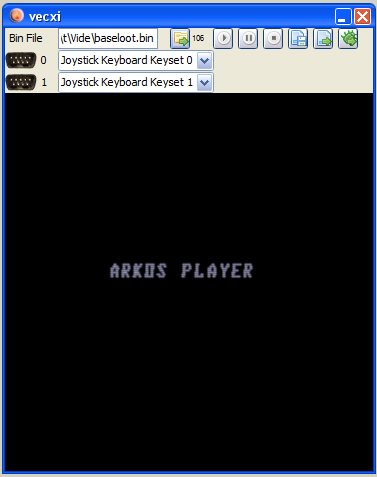 vecxi
Bin File \t\Vide\baseloot.bin 106
0 Joystick Keyboard Keyset 0
1 Joystick Keyboard Keyset 1
ARKOS PLAYER